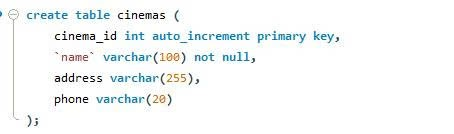 create table cinemas (
cinema_id int auto_increment primary key,
`name` varchar(100) not null,
address varchar(255),
phone varchar(20)
);